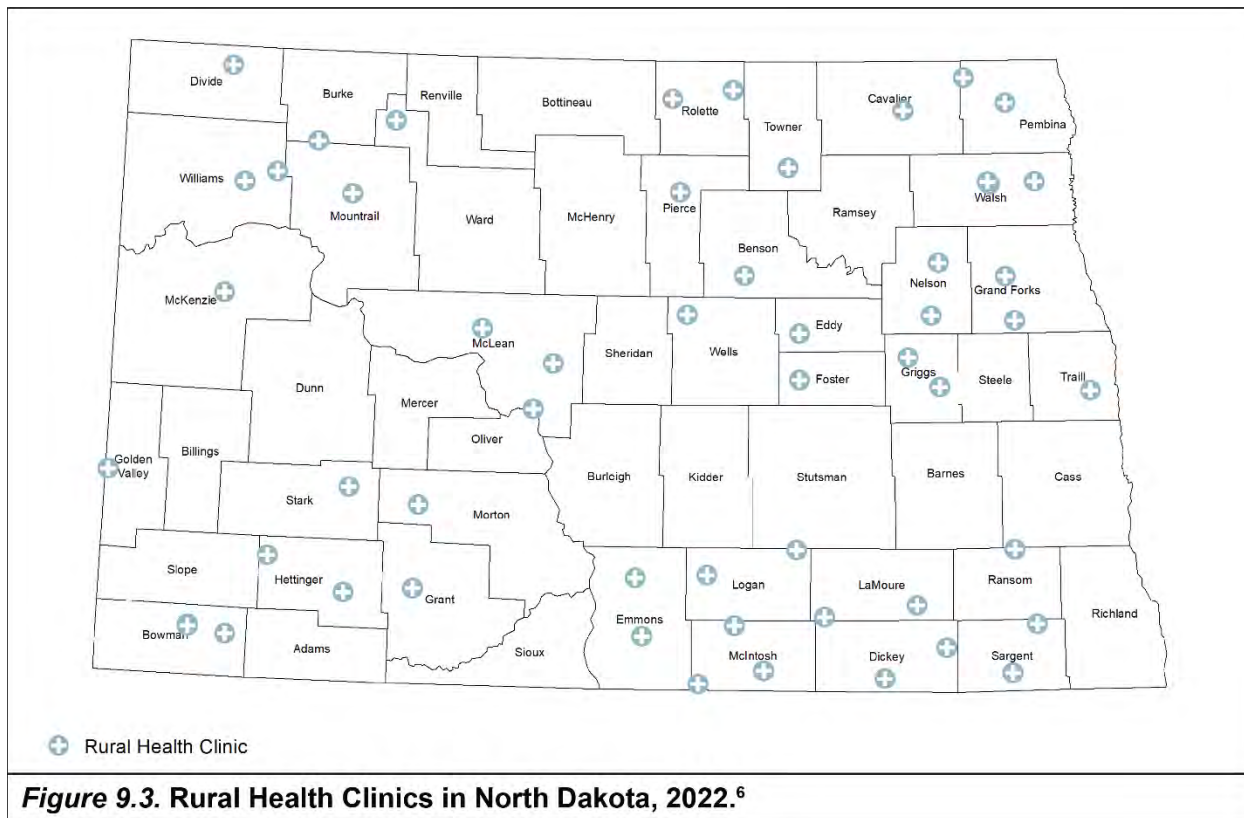 Divide
Burke
Renville
Bottineau
Rolette
Towner
Cavalier
Pembina
Williams
Mountrail
Ward
McHenry
Pierce
Benson
Ramsey
Walsh
Nelson
Grand Forks
McKenzie
McLean
Sheridan
Wells
Eddy
Foster
Griggs
Steele
Traill
Dunn
Mercer
Oliver
Golden
Valley
Billings
Stark
Morton
Burleigh
Kidder
Stutsman
Barnes
Cass
Slope
Hettinger
Grant
Emmons
Logan
LaMoure
Ransom
Richland
Bowman
Adams
Sioux
McIntosh
Dickey
Sargent
Rural Health Clinic
Figure 9.3. Rural Health Clinics in North Dakota, 2022.⁶